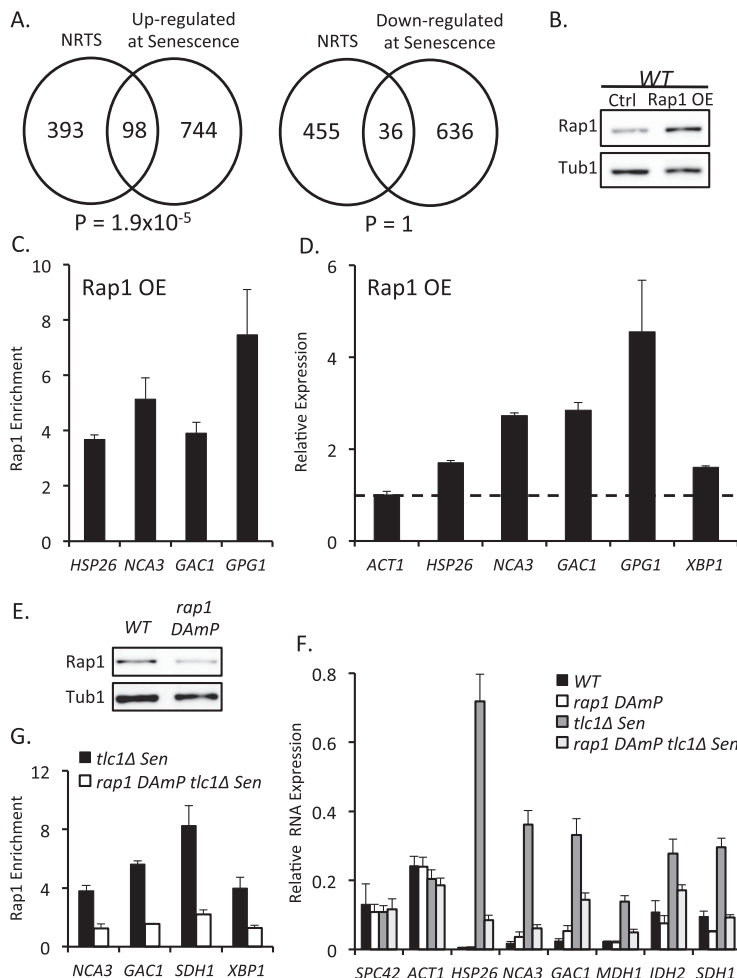 A.
NRTS
Up-regulated
at Senescence
393
98
744
P = 1.9x10-5
NRTS
Down-regulated
at Senescence
455
36
636
P = 1
B.
WT
Ctrl Rap1 OE
Rap1
Tub1
C.
Rap1 OE
Rap1 Enrichment
10
8
6
4
2
0
HSP26 NCA3 GAC1 GPG1
D.
Rap1 OE
Relative Expression
6
4
2
0
ACT1 HSP26 NCA3 GAC1 GPG1 XBP1
E.
WT
rap1
DAmP
Rap1
Tub1
F.
WT
rap1 DAmP
tlc1Δ Sen
rap1 DAmP tlc1Δ Sen
Relative RNA Expression
0.8
0.6
0.4
0.2
0
SPC42 ACT1 HSP26 NCA3 GAC1 MDH1 IDH2 SDH1
G.
tlc1Δ Sen
rap1 DAmP tlc1Δ Sen
Rap1 Enrichment
12
8
4
0
NCA3 GAC1 SDH1 XBP1